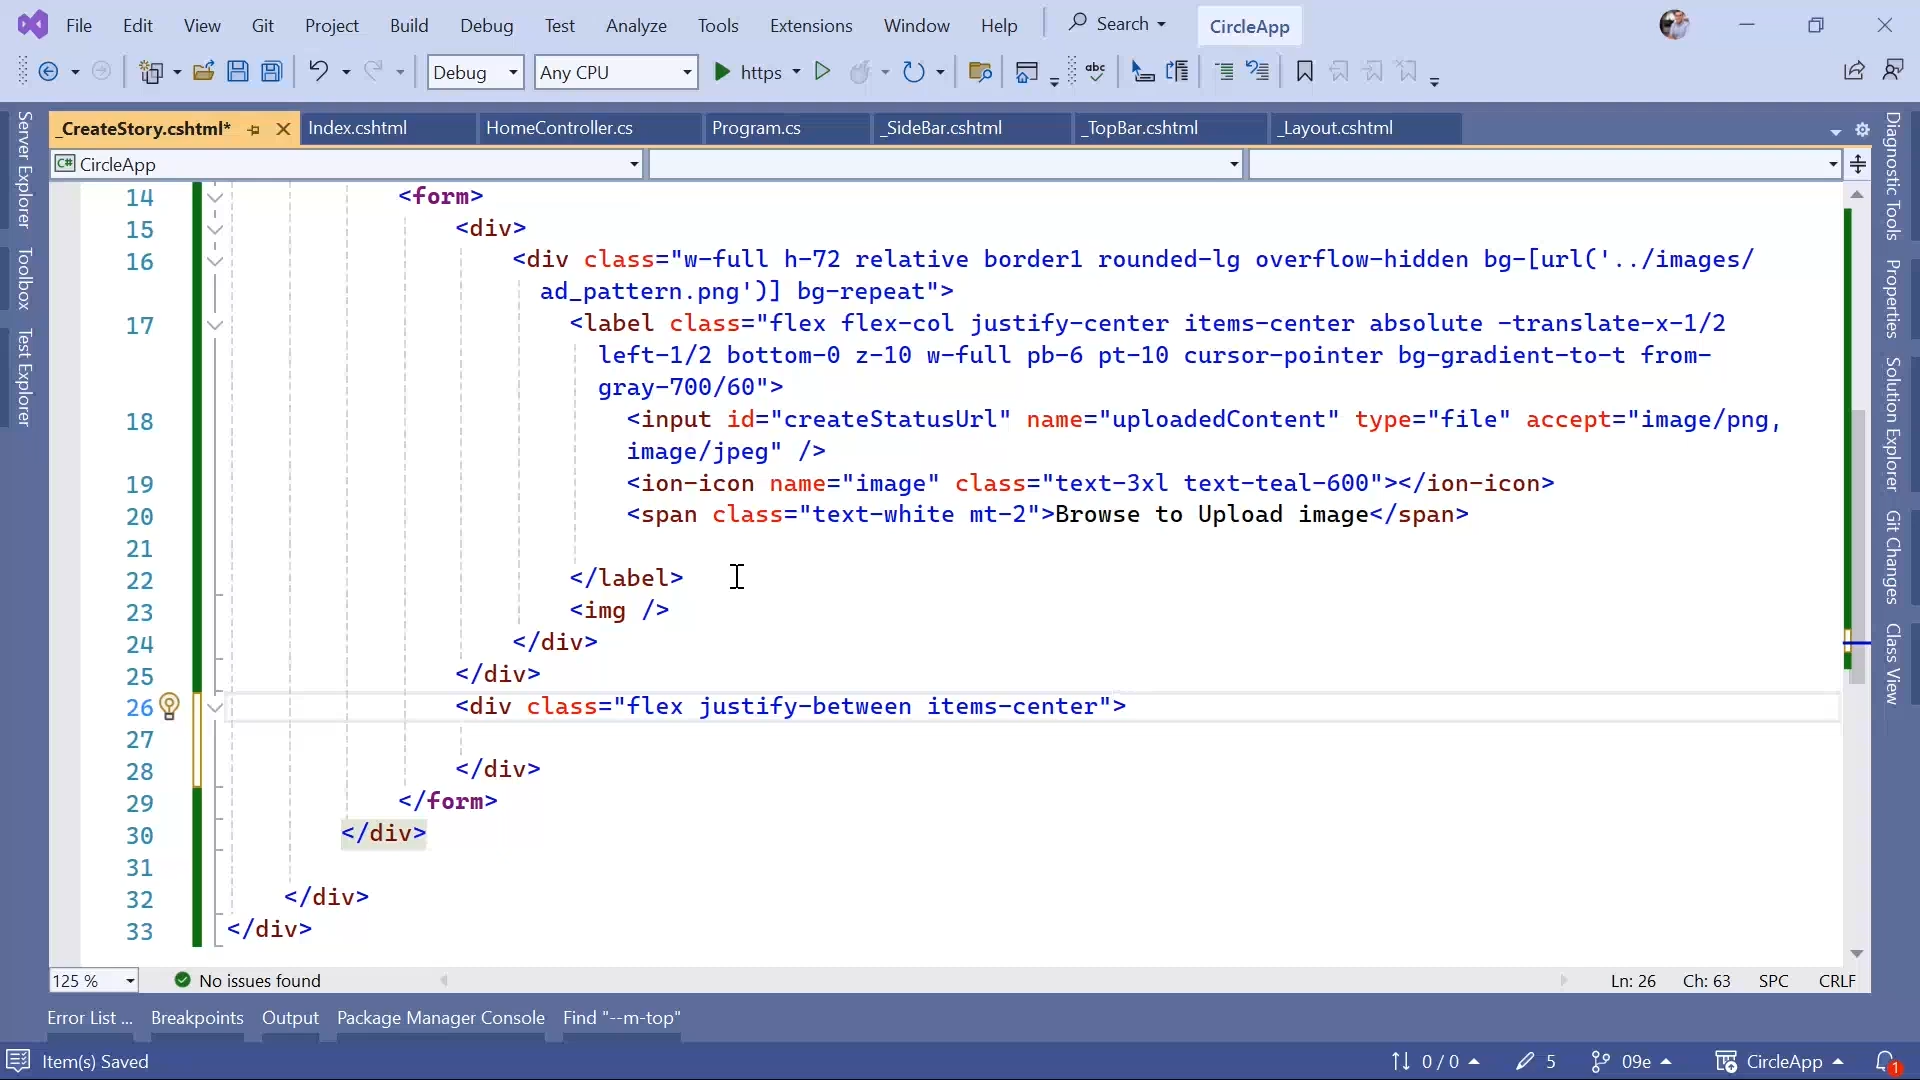 File Edit View Git Project Build Debug Test Analyze Tools Extensions Window Help Search CircleApp
Debug Any CPU https abc
_CreateStory.cshtml* Index.cshtml HomeController.cs Program.cs _SideBar.cshtml _TopBar.cshtml _Layout.cshtml
C# CircleApp
Server Explorer
Toolbox
Test Explorer
14 <form>
15 <div>
16 <div class="w-full h-72 relative border1 rounded-lg overflow-hidden bg-[url('../images/
ad_pattern.png')] bg-repeat">
17 <label class="flex flex-col justify-center items-center absolute -translate-x-1/2
left-1/2 bottom-0 z-10 w-full pb-6 pt-10 cursor-pointer bg-gradient-to-t from-
gray-700/60">
18 <input id="createStatusUrl" name="uploadedContent" type="file" accept="image/png,
image/jpeg" />
19 <ion-icon name="image" class="text-3xl text-teal-600"></ion-icon>
20 <span class="text-white mt-2">Browse to Upload image</span>
21
22 </label>
23 <img />
24 </div>
25 </div>
26 <div class="flex justify-between items-center">
27
28 </div>
29 </form>
30 </div>
31
32 </div>
33 </div>
Diagnostic Tools
Properties
Solution Explorer
Git Changes
Class View
125 % No issues found Ln: 26 Ch: 63 SPC CRLF
Error List ... Breakpoints Output Package Manager Console Find "--m-top"
Item(s) Saved 0 / 0 5 09e CircleApp 1